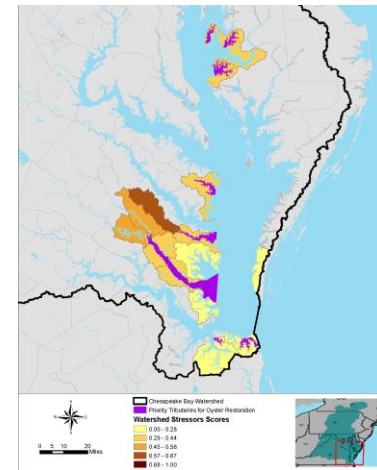 Chesapeake Bay Watershed
Priority Tributaries for Oyster Restoration
Watershed Stressors Scores
0.00 - 0.28
0.29 - 0.44
0.45 - 0.56
0.57 - 0.67
0.68 - 1.00
0 5 10 20
Miles